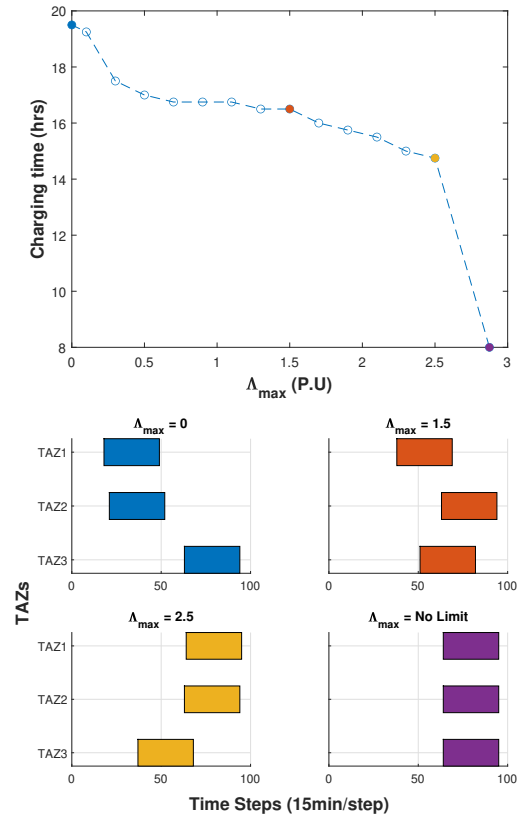 20
18
16
14
12
10
8
Charging time (hrs)
0 0.5 1 1.5 2 2.5 3
Λmax (P.U)
Λmax = 0
Λmax = 1.5
TAZ1
TAZ2
TAZ3
0 50 100
0 50 100
TAZs
Λmax = 2.5
Λmax = No Limit
TAZ1
TAZ2
TAZ3
0 50 100
0 50 100
Time Steps (15min/step)